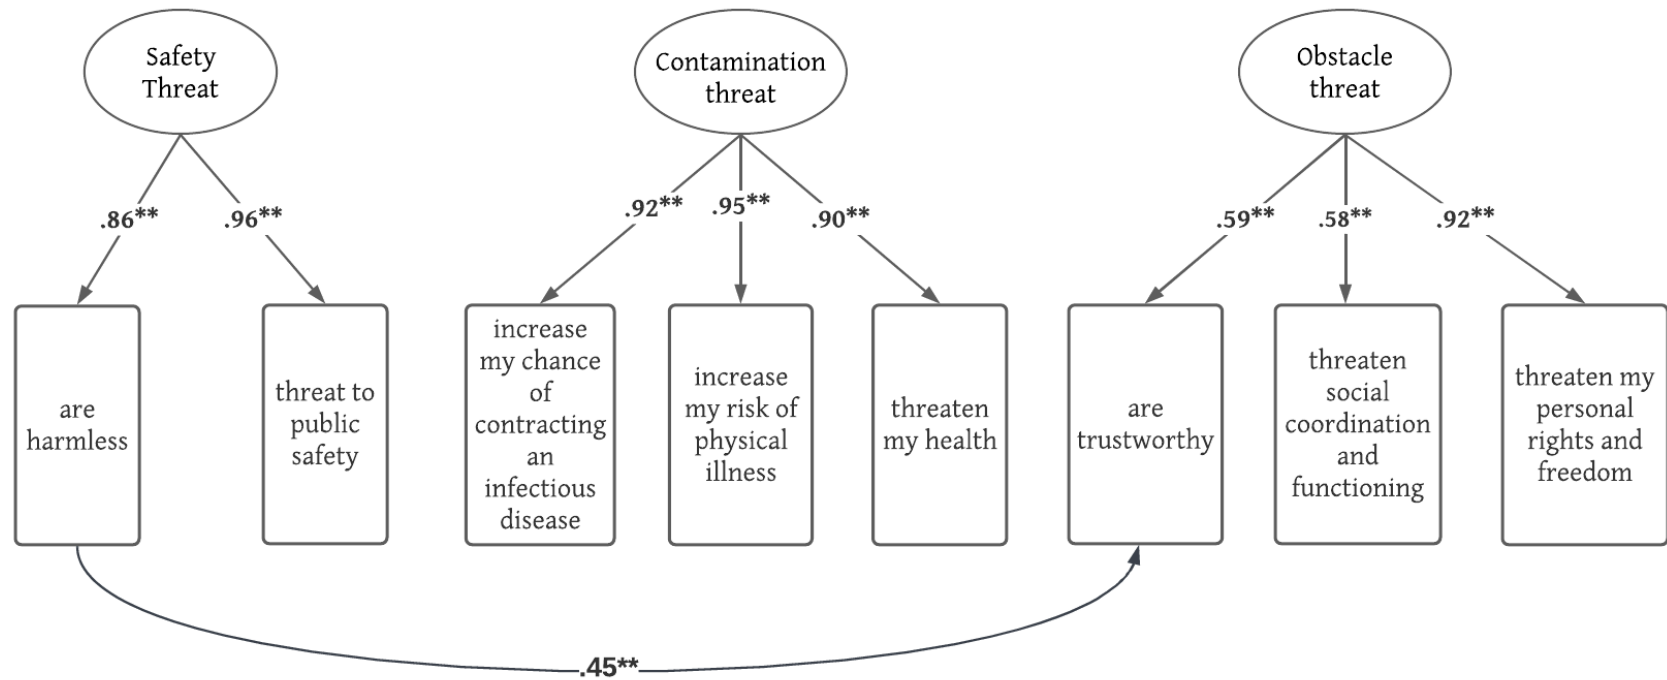 Safety
Threat
Contamination
threat
Obstacle
threat
.86**
.96**
.92**
.95**
.90**
.59**
.58**
.92**
are
harmless
threat to
public
safety
increase
my chance
of
contracting
an
infectious
disease
increase
my risk of
physical
illness
threaten
my health
are
trustworthy
threaten
social
coordination
and
functioning
threaten my
personal
rights and
freedom
.45**